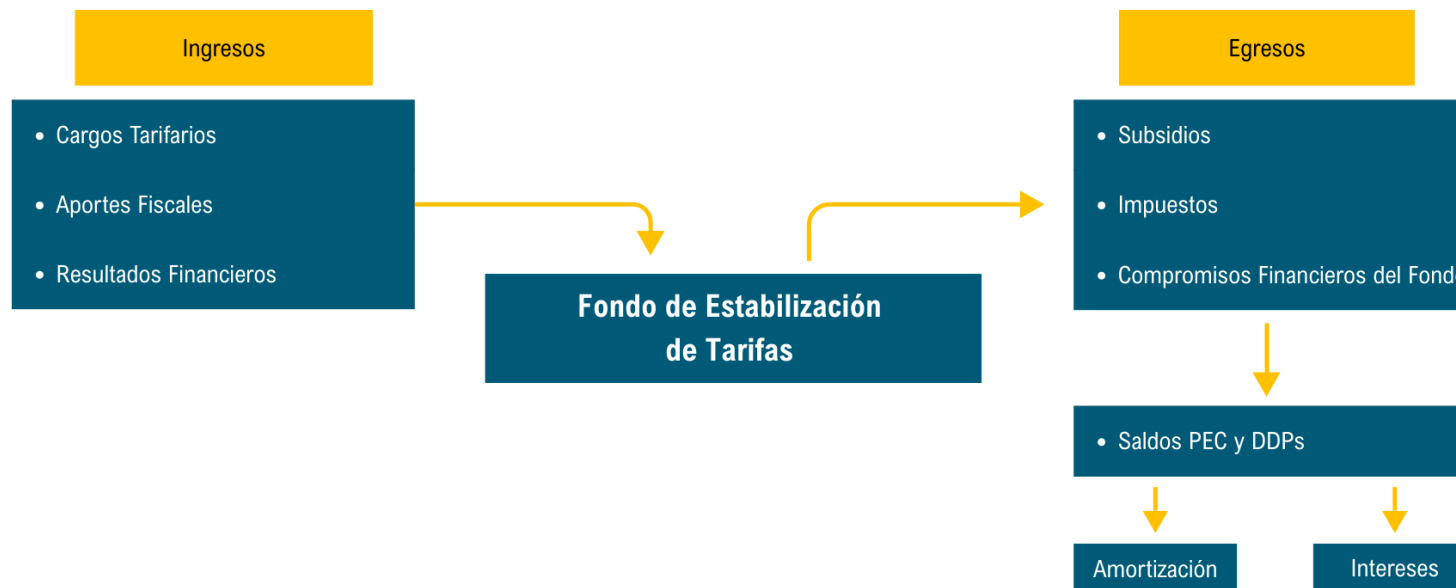 Ingresos
• Cargos Tarifarios
• Aportes Fiscales
• Resultados Financieros
Fondo de Estabilización
de Tarifas
Egresos
• Subsidios
• Impuestos
• Compromisos Financieros del Fond
• Saldos PEC y DDPs
Amortización
Intereses